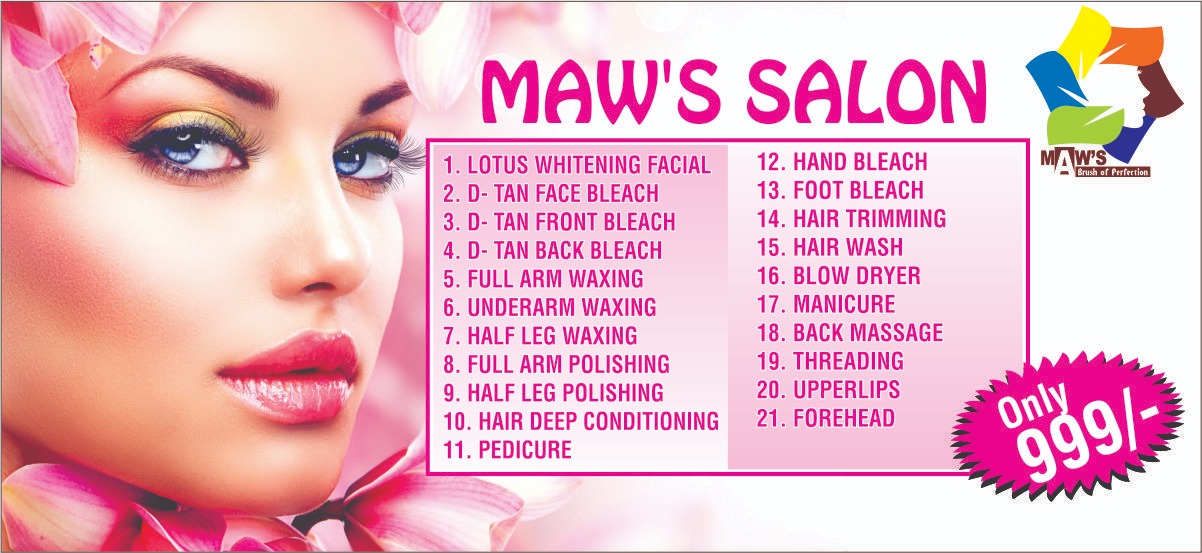 MAW'S SALON
MAW'S
Brush of Perfection
1. LOTUS WHITENING FACIAL
2. D- TAN FACE BLEACH
3. D- TAN FRONT BLEACH
4. D- TAN BACK BLEACH
5. FULL ARM WAXING
6. UNDERARM WAXING
7. HALF LEG WAXING
8. FULL ARM POLISHING
9. HALF LEG POLISHING
10. HAIR DEEP CONDITIONING
11. PEDICURE
12. HAND BLEACH
13. FOOT BLEACH
14. HAIR TRIMMING
15. HAIR WASH
16. BLOW DRYER
17. MANICURE
18. BACK MASSAGE
19. THREADING
20. UPPERLIPS
21. FOREHEAD
Only
999/-